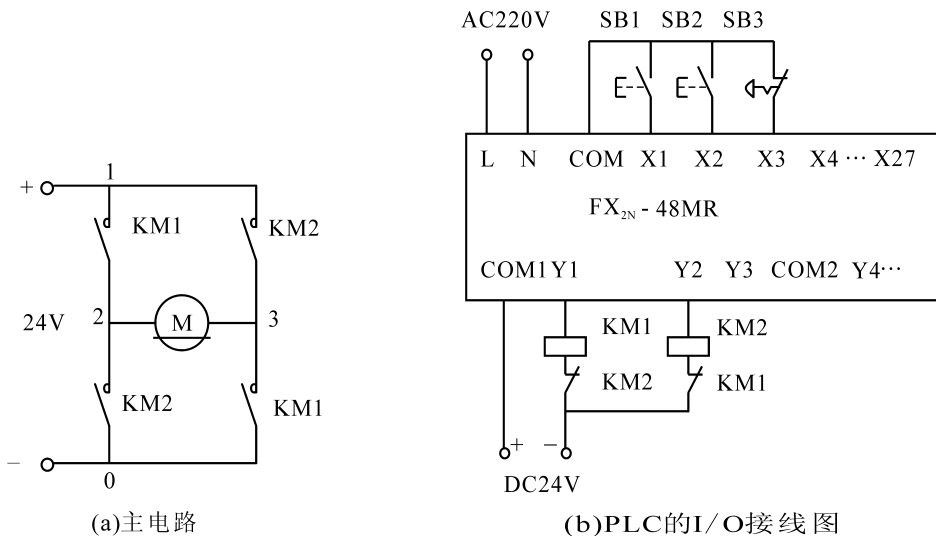 AC220V SB1 SB2 SB3
L N COM X1 X2 X3 X4 ··· X27
FX2N - 48MR
COM1 Y1 Y2 Y3 COM2 Y4···
KM1 KM2
KM2 KM1
+ −
DC24V
(b)PLC的I/O接线图
1
+
KM1 KM2
24V 2 M 3
KM2 KM1
−
0
(a)主电路